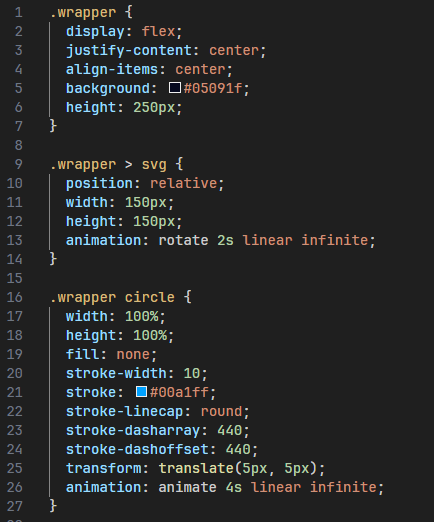 1 .wrapper {
2   display: flex;
3   justify-content: center;
4   align-items: center;
5   background: #05091f;
6   height: 250px;
7 }
8
9 .wrapper > svg {
10   position: relative;
11   width: 150px;
12   height: 150px;
13   animation: rotate 2s linear infinite;
14 }
15
16 .wrapper circle {
17   width: 100%;
18   height: 100%;
19   fill: none;
20   stroke-width: 10;
21   stroke: #00a1ff;
22   stroke-linecap: round;
23   stroke-dasharray: 440;
24   stroke-dashoffset: 440;
25   transform: translate(5px, 5px);
26   animation: animate 4s linear infinite;
27 }